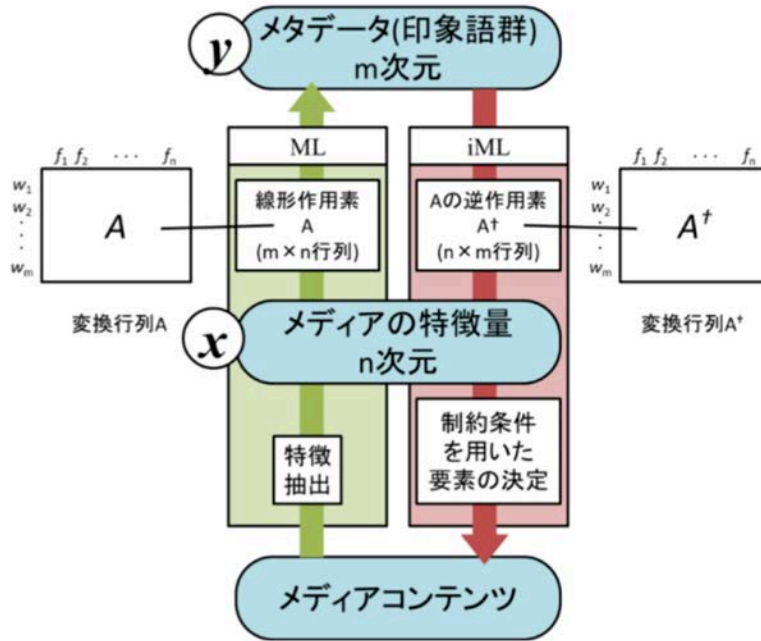 y
メタデータ(印象語群)
m次元
ML
iML
f1 f2 ・・・ fn
w1
w2
・
・
wm
A
変換行列A
線形作用素
A
(m×n行列)
Aの逆作用素
A†
(n×m行列)
f1 f2 ・・・ fn
w1
w2
・
・
wm
A†
変換行列A†
x
メディアの特徴量
n次元
特徴
抽出
制約条件
を用いた
要素の決定
メディアコンテンツ